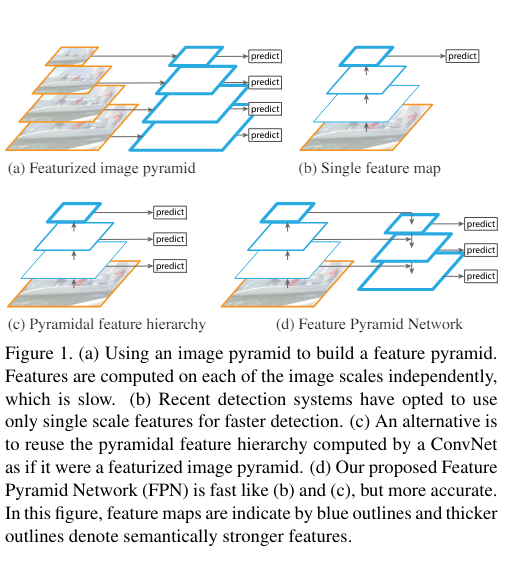 predict
predict
predict
predict
predict
(a) Featurized image pyramid
(b) Single feature map
predict
predict
predict
predict
predict
predict
(c) Pyramidal feature hierarchy
(d) Feature Pyramid Network
Figure 1. (a) Using an image pyramid to build a feature pyramid.
Features are computed on each of the image scales independently,
which is slow. (b) Recent detection systems have opted to use
only single scale features for faster detection. (c) An alternative is
to reuse the pyramidal feature hierarchy computed by a ConvNet
as if it were a featurized image pyramid. (d) Our proposed Feature
Pyramid Network (FPN) is fast like (b) and (c), but more accurate.
In this figure, feature maps are indicate by blue outlines and thicker
outlines denote semantically stronger features.